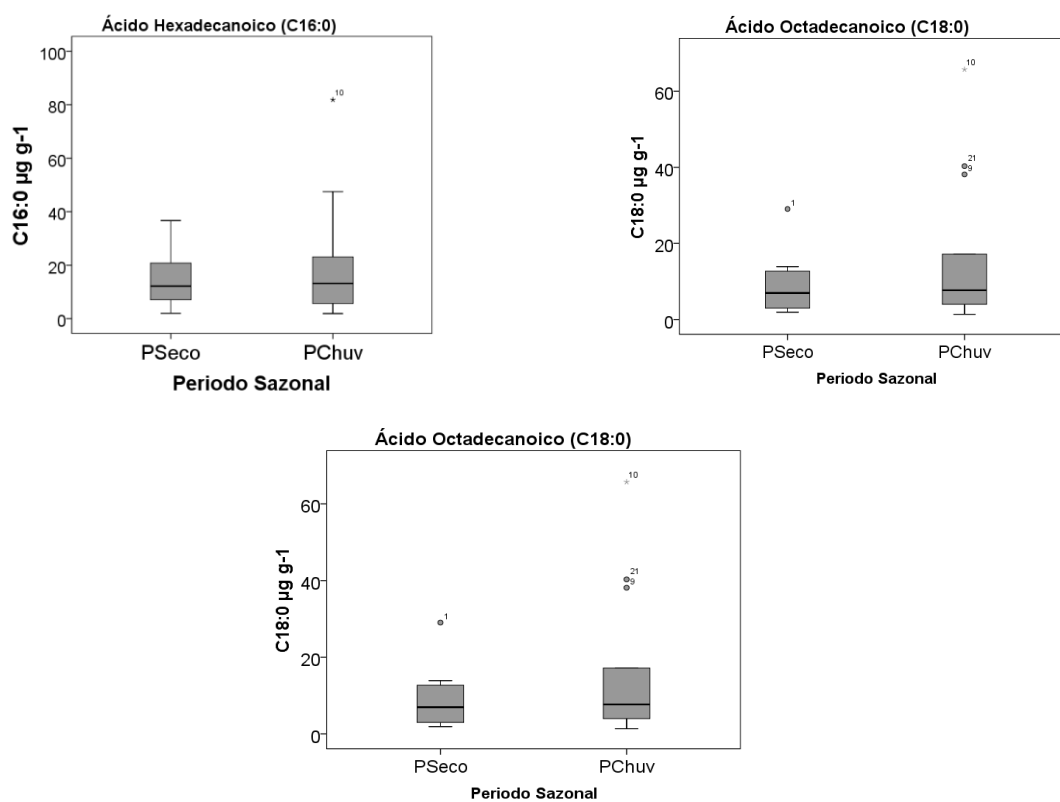 Ácido Hexadecanoico (C16:0)
C16:0 µg g-1
100
80
60
40
20
0
10
PSeco
PChuv
Periodo Sazonal
Ácido Octadecanoico (C18:0)
C18:0 µg g-1
60
40
20
0
1
10
21
9
PSeco
PChuv
Periodo Sazonal
Ácido Octadecanoico (C18:0)
C18:0 µg g-1
60
40
20
0
1
10
21
9
PSeco
PChuv
Periodo Sazonal